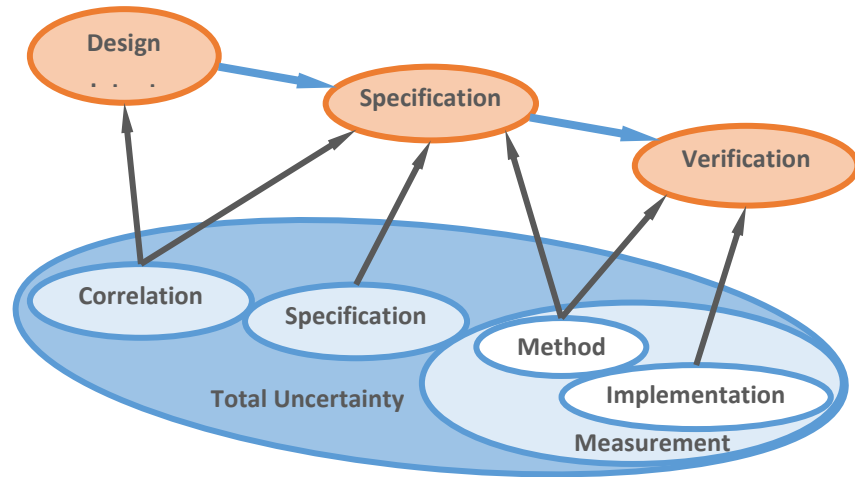 Design
Specification
Verification
Correlation
Specification
Method
Implementation
Total Uncertainty
Measurement